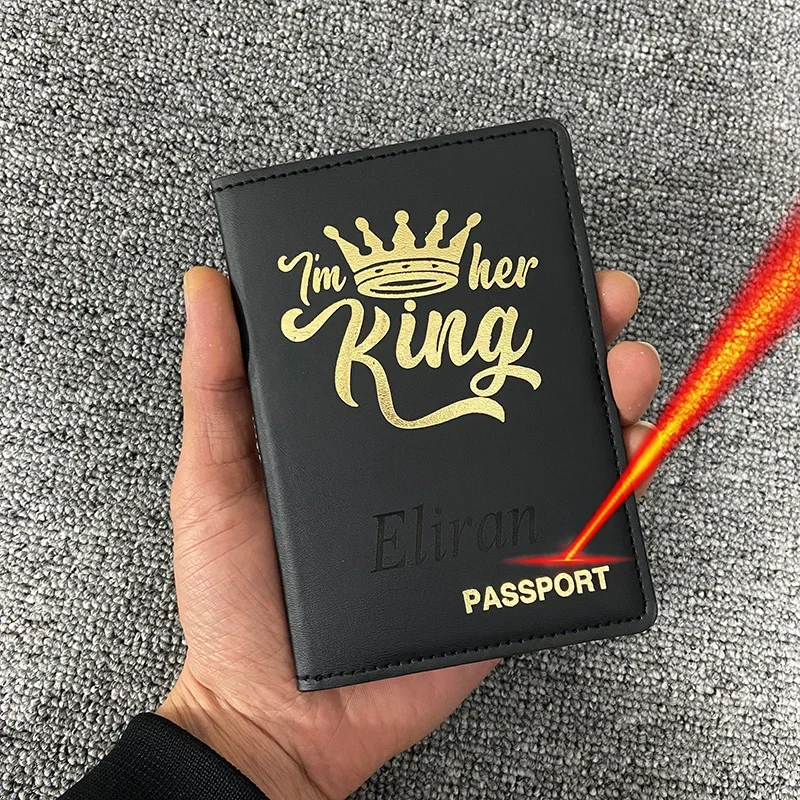 I'm her
King
Eliran
PASSPORT